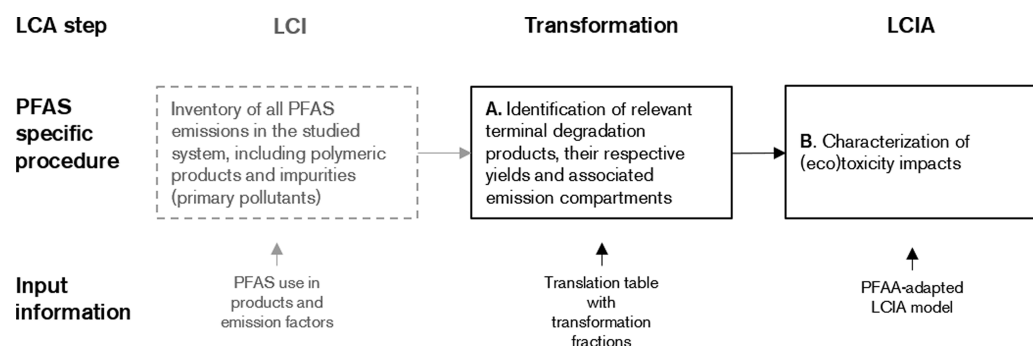 LCA step
LCI
Transformation
LCIA
PFAS
specific
procedure
Inventory of all PFAS
emissions in the studied
system, including polymeric
products and impurities
(primary pollutants)
A. Identification of relevant
terminal degradation
products, their respective
yields and associated
emission compartments
B. Characterization of
(eco)toxicity impacts
Input
information
PFAS use in
products and
emission factors
Translation table
with
transformation
fractions
PFAA-adapted
LCIA model